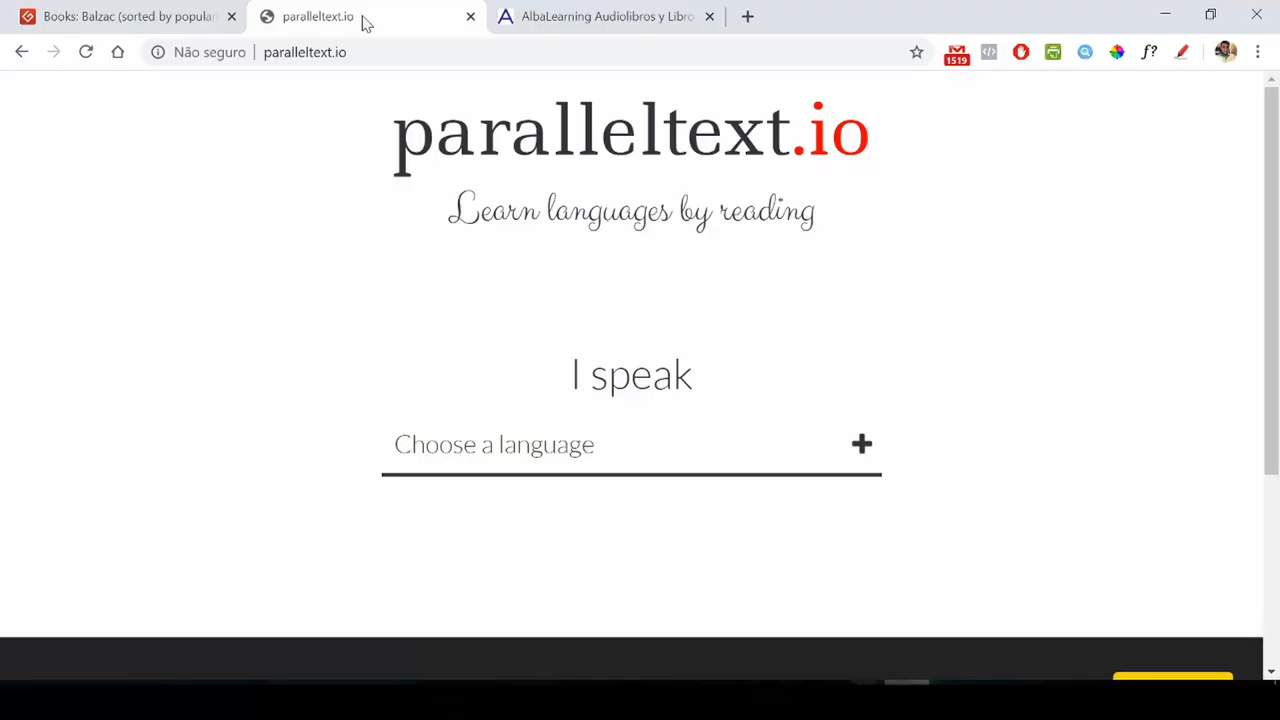 Books: Balzac (sorted by popular
paralleltext.io
AlbaLearning Audiolibros y Libro
Não seguro
paralleltext.io
1519
f?
paralleltext.io
Learn languages by reading
I speak
Choose a language